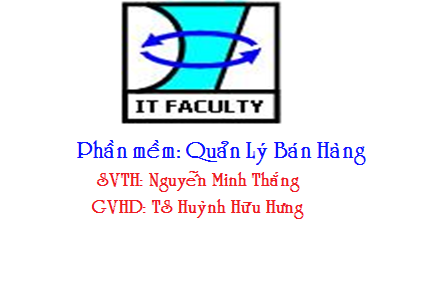 IT FACULTY
Phần mềm: Quản Lý Bán Hàng
SVTH: Nguyễn Minh Thắng
GVHD: TS Huỳnh Hữu Hưng